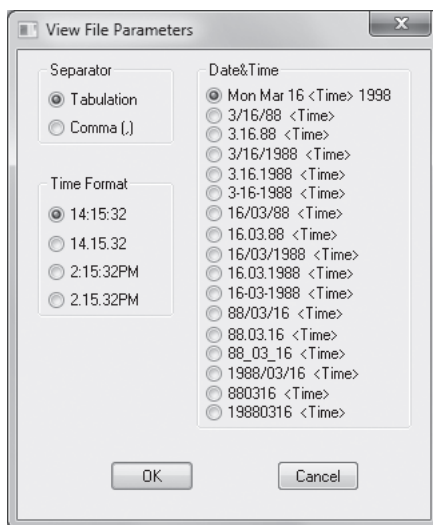 View File Parameters
x
Separator
Tabulation
Comma (,)
Time Format
14:15:32
14.15.32
2:15:32PM
2.15.32PM
Date&Time
Mon Mar 16 <Time> 1998
3/16/88 <Time>
3.16.88 <Time>
3/16/1988 <Time>
3.16.1988 <Time>
3-16-1988 <Time>
16/03/88 <Time>
16.03.88 <Time>
16/03/1988 <Time>
16.03.1988 <Time>
16-03-1988 <Time>
88/03/16 <Time>
88.03.16 <Time>
88_03_16 <Time>
1988/03/16 <Time>
880316 <Time>
19880316 <Time>
OK
Cancel